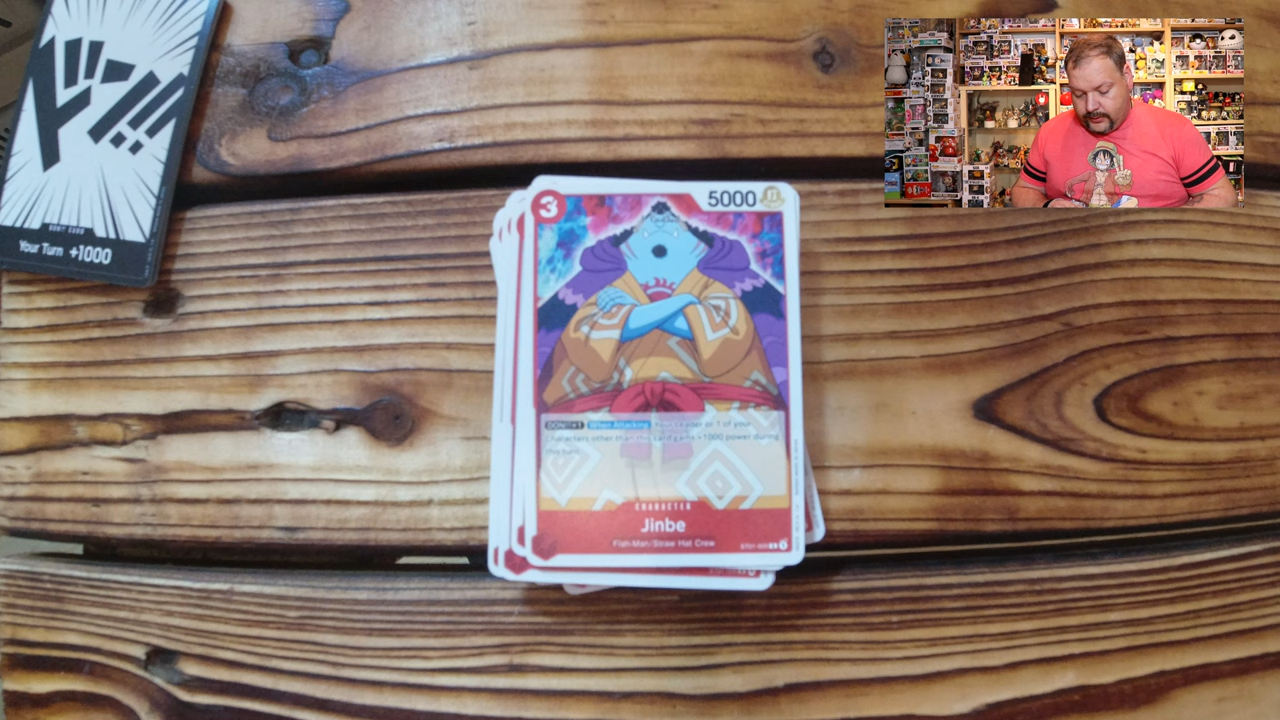 ド!!
DON!! CARD
Your Turn +1000
3
5000
DON!!×1 When Attacking Your Leader or 1 of your
Characters other than this card gains +1000 power during
this turn.
CHARACTER
Jinbe
Fish-Man/Straw Hat Crew